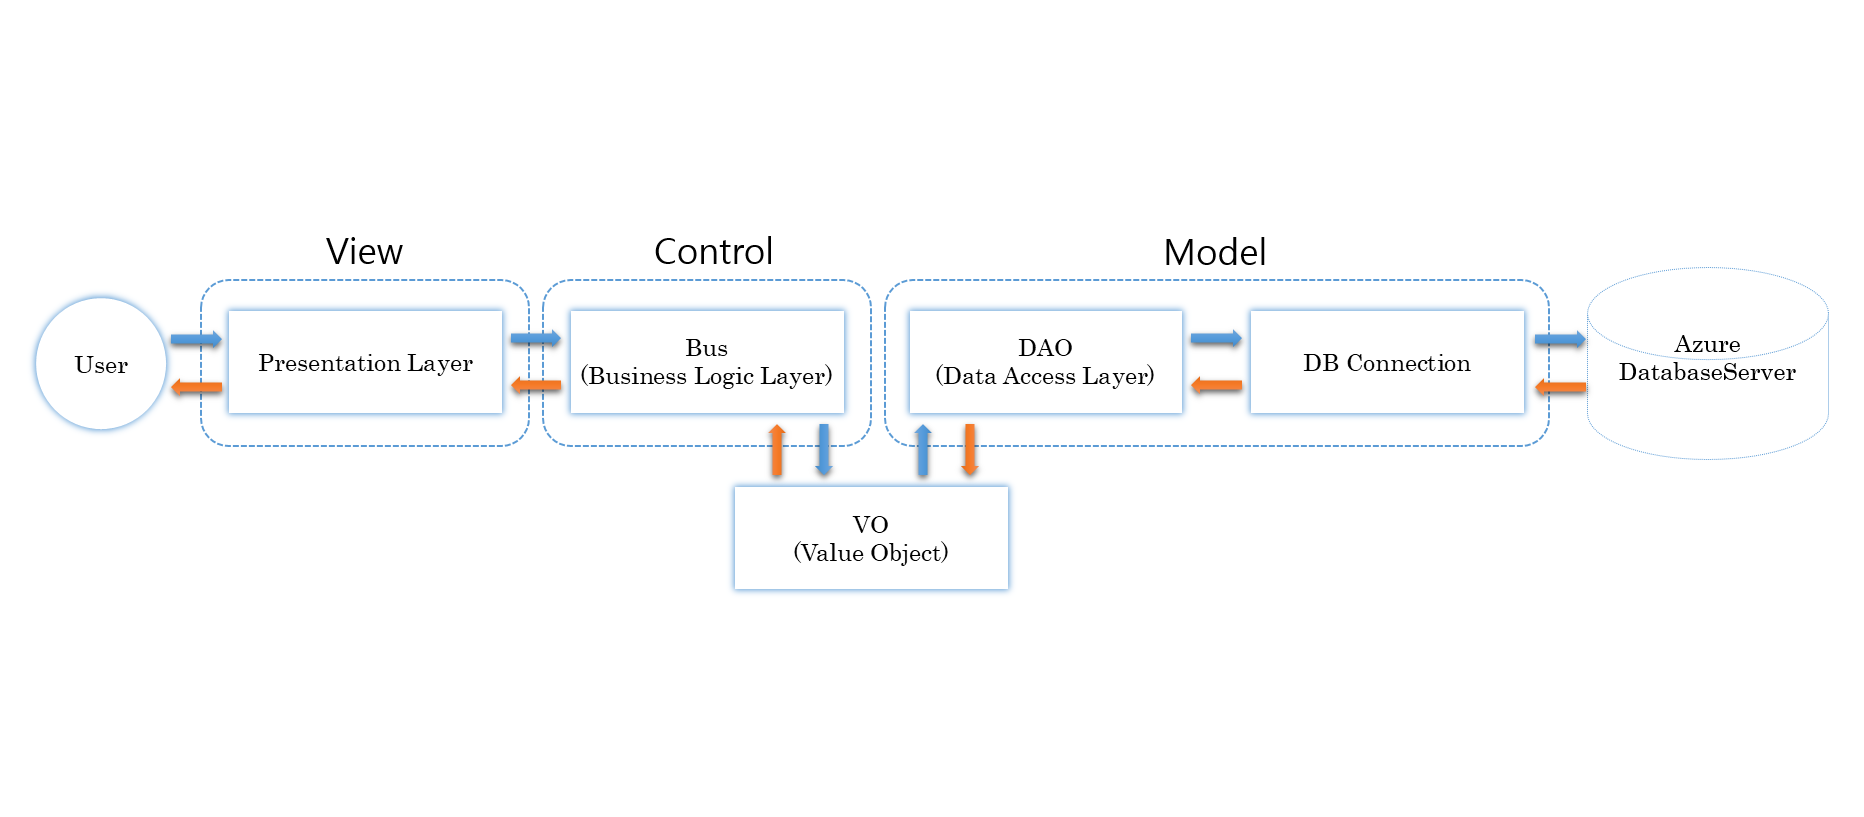 View
Control
Model
User
Presentation Layer
Bus
(Business Logic Layer)
DAO
(Data Access Layer)
DB Connection
Azure
DatabaseServer
VO
(Value Object)